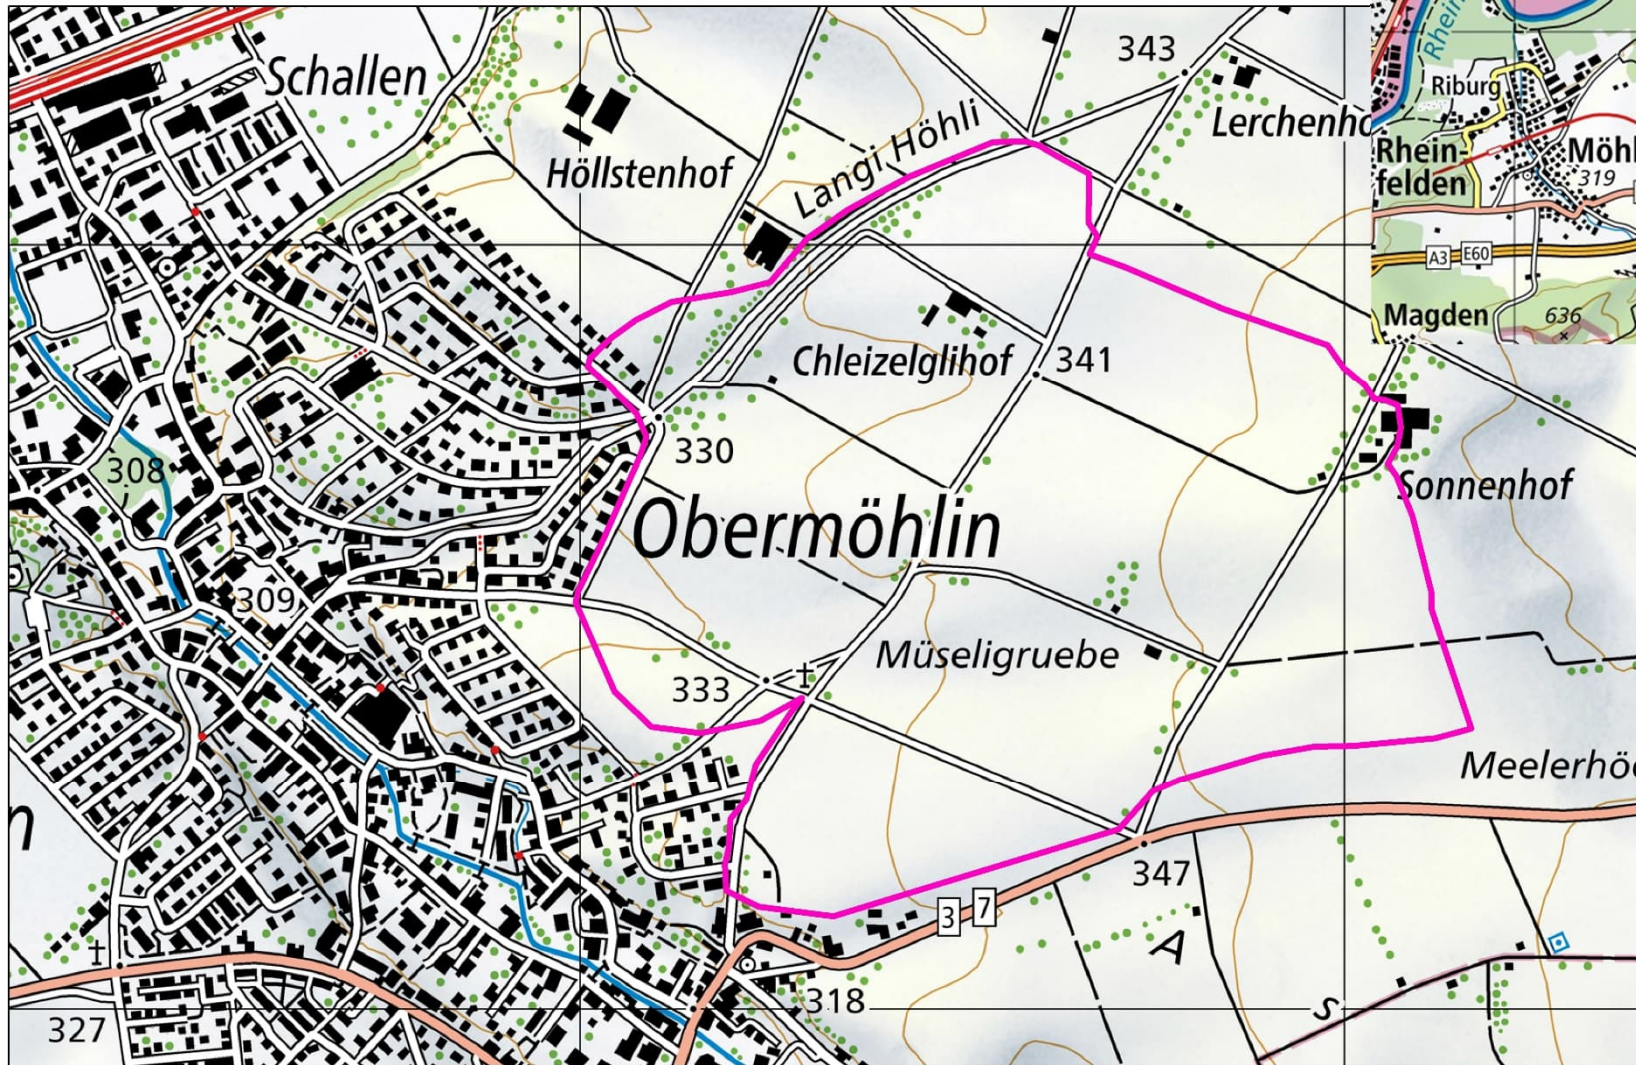 Schallen
343
Rhein
Riburg
Lerchenho
Langi Höhli
Höllstenhof
Rhein-
felden
Möhl
319
A3
E60
Magden
636
Chleizelglihof
341
330
308
Sonnenhof
Obermöhlin
309
Müseligruebe
333
Meelerhöe
n
347
3
7
A
318
S
327